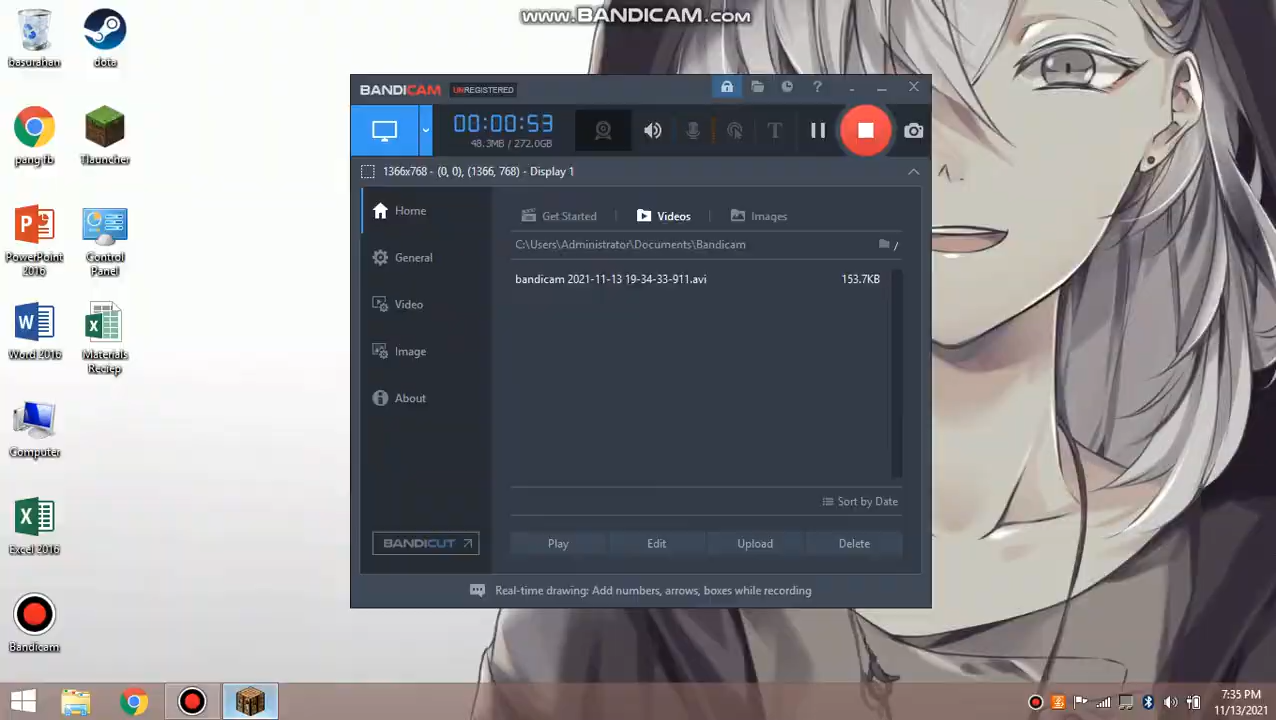 www.BANDICAM.com
basurahan
dota
pang fb
Tlauncher
PowerPoint 2016
Control Panel
Word 2016
Materials Reciep
Computer
Excel 2016
Bandicam
BANDICAM UNREGISTERED
?
00:00:53
48.3MB / 272.0GB
T
1366x768 - (0, 0), (1366, 768) - Display 1
Home
General
Video
Image
About
BANDICUT
Get Started
Videos
Images
C:\Users\Administrator\Documents\Bandicam
/
bandicam 2021-11-13 19-34-33-911.avi 153.7KB
Sort by Date
Play Edit Upload Delete
Real-time drawing: Add numbers, arrows, boxes while recording
7:35 PM
11/13/2021